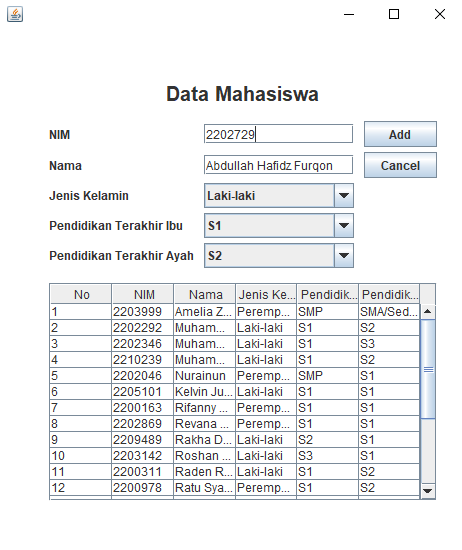 Data Mahasiswa
NIM 2202729 Add
Nama Abdullah Hafidz Furqon Cancel
Jenis Kelamin Laki-laki
Pendidikan Terakhir Ibu S1
Pendidikan Terakhir Ayah S2
No NIM Nama Jenis Ke... Pendidik... Pendidik...
1 2203999 Amelia Z... Peremp... SMP SMA/Sed...
2 2202292 Muham... Laki-laki S1 S2
3 2202346 Muham... Laki-laki S1 S3
4 2210239 Muham... Laki-laki S1 S2
5 2202046 Nurainun Peremp... SMP S1
6 2205101 Kelvin Ju... Laki-laki S1 S1
7 2200163 Rifanny ... Peremp... S1 S1
8 2202869 Revana ... Peremp... S1 S1
9 2209489 Rakha D... Laki-laki S2 S1
10 2203142 Roshan ... Laki-laki S3 S1
11 2200311 Raden R... Laki-laki S1 S2
12 2200978 Ratu Sya... Peremp... S1 S2